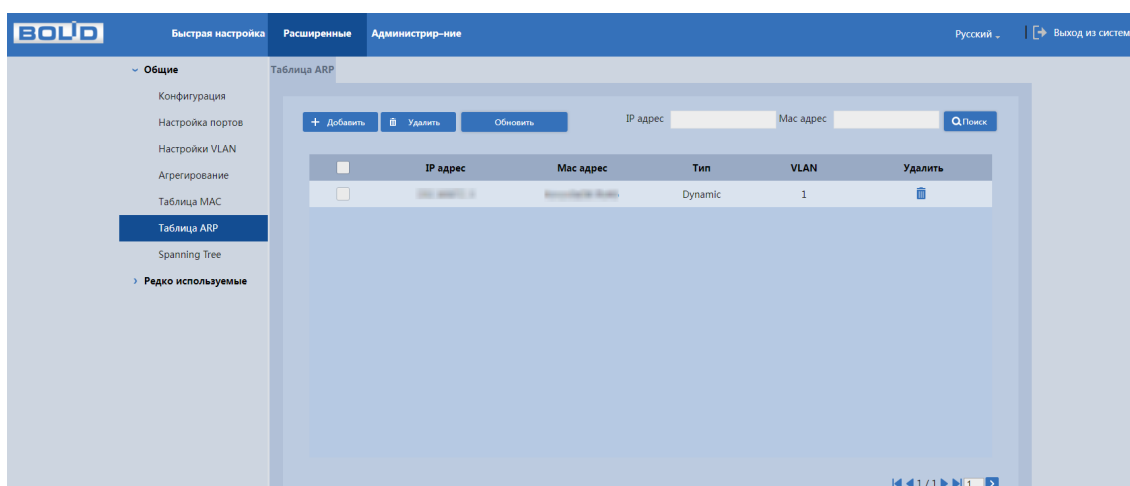 BOLID Быстрая настройка Расширенные Администрир-ние Русский Выход из систем
Общие
Таблица ARP
Конфигурация
Настройка портов
Настройки VLAN
Агрегирование
Таблица MAC
Таблица ARP
Spanning Tree
Редко используемые
+ Добавить Удалить Обновить IP адрес Mac адрес Поиск
IP адрес Mac адрес Тип VLAN Удалить
Dynamic 1
1 / 1 1